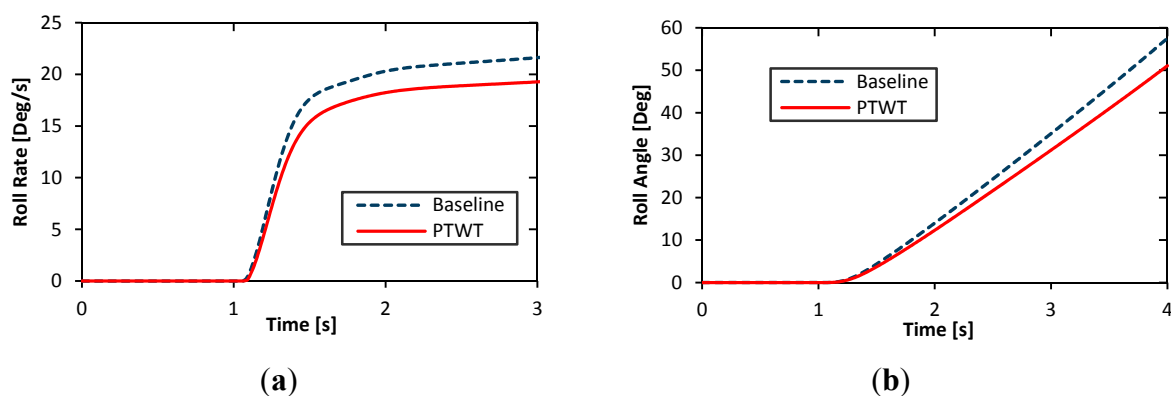 Roll Rate [Deg/s]
25
20
15
10
5
0
Baseline
PTWT
0 1 2 3
Time [s]
(a)
Roll Angle [Deg]
60
50
40
30
20
10
0
Baseline
PTWT
0 1 2 3 4
Time [s]
(b)